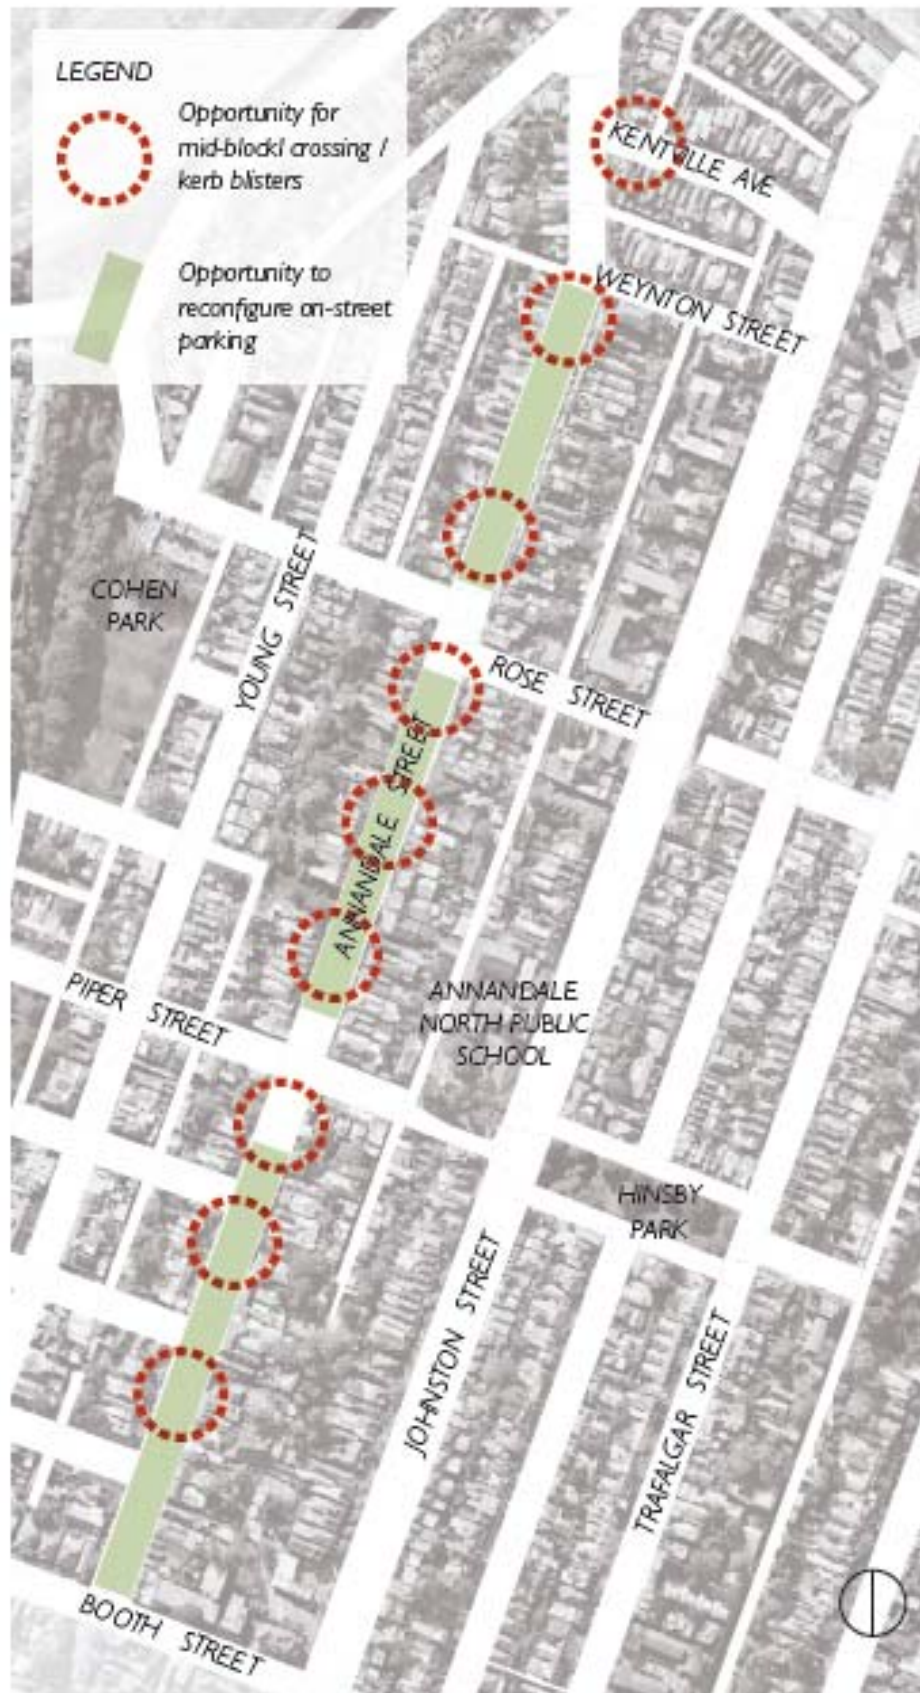 LEGEND
Opportunity for
mid-blockl crossing /
kerb blisters
Opportunity to
reconfigure on-street
parking
KENTVILLE AVE
WEYNTON STREET
COHEN
PARK
YOUNG STREET
ROSE STREET
ANNANDALE STREET
PIPER STREET
ANNANDALE
NORTH PUBLIC
SCHOOL
HINSBY
PARK
JOHNSTON STREET
TRAFALGAR STREET
BOOTH STREET